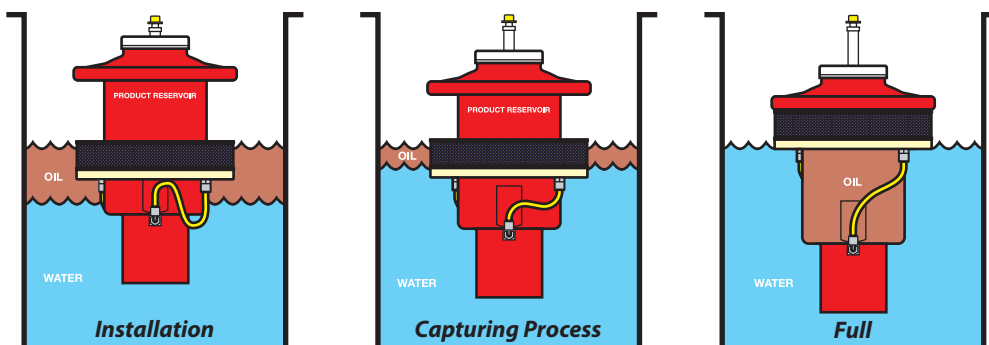 PRODUCT RESERVOIR
OIL
WATER
Installation
PRODUCT RESERVOIR
OIL
WATER
Capturing Process
OIL
WATER
Full